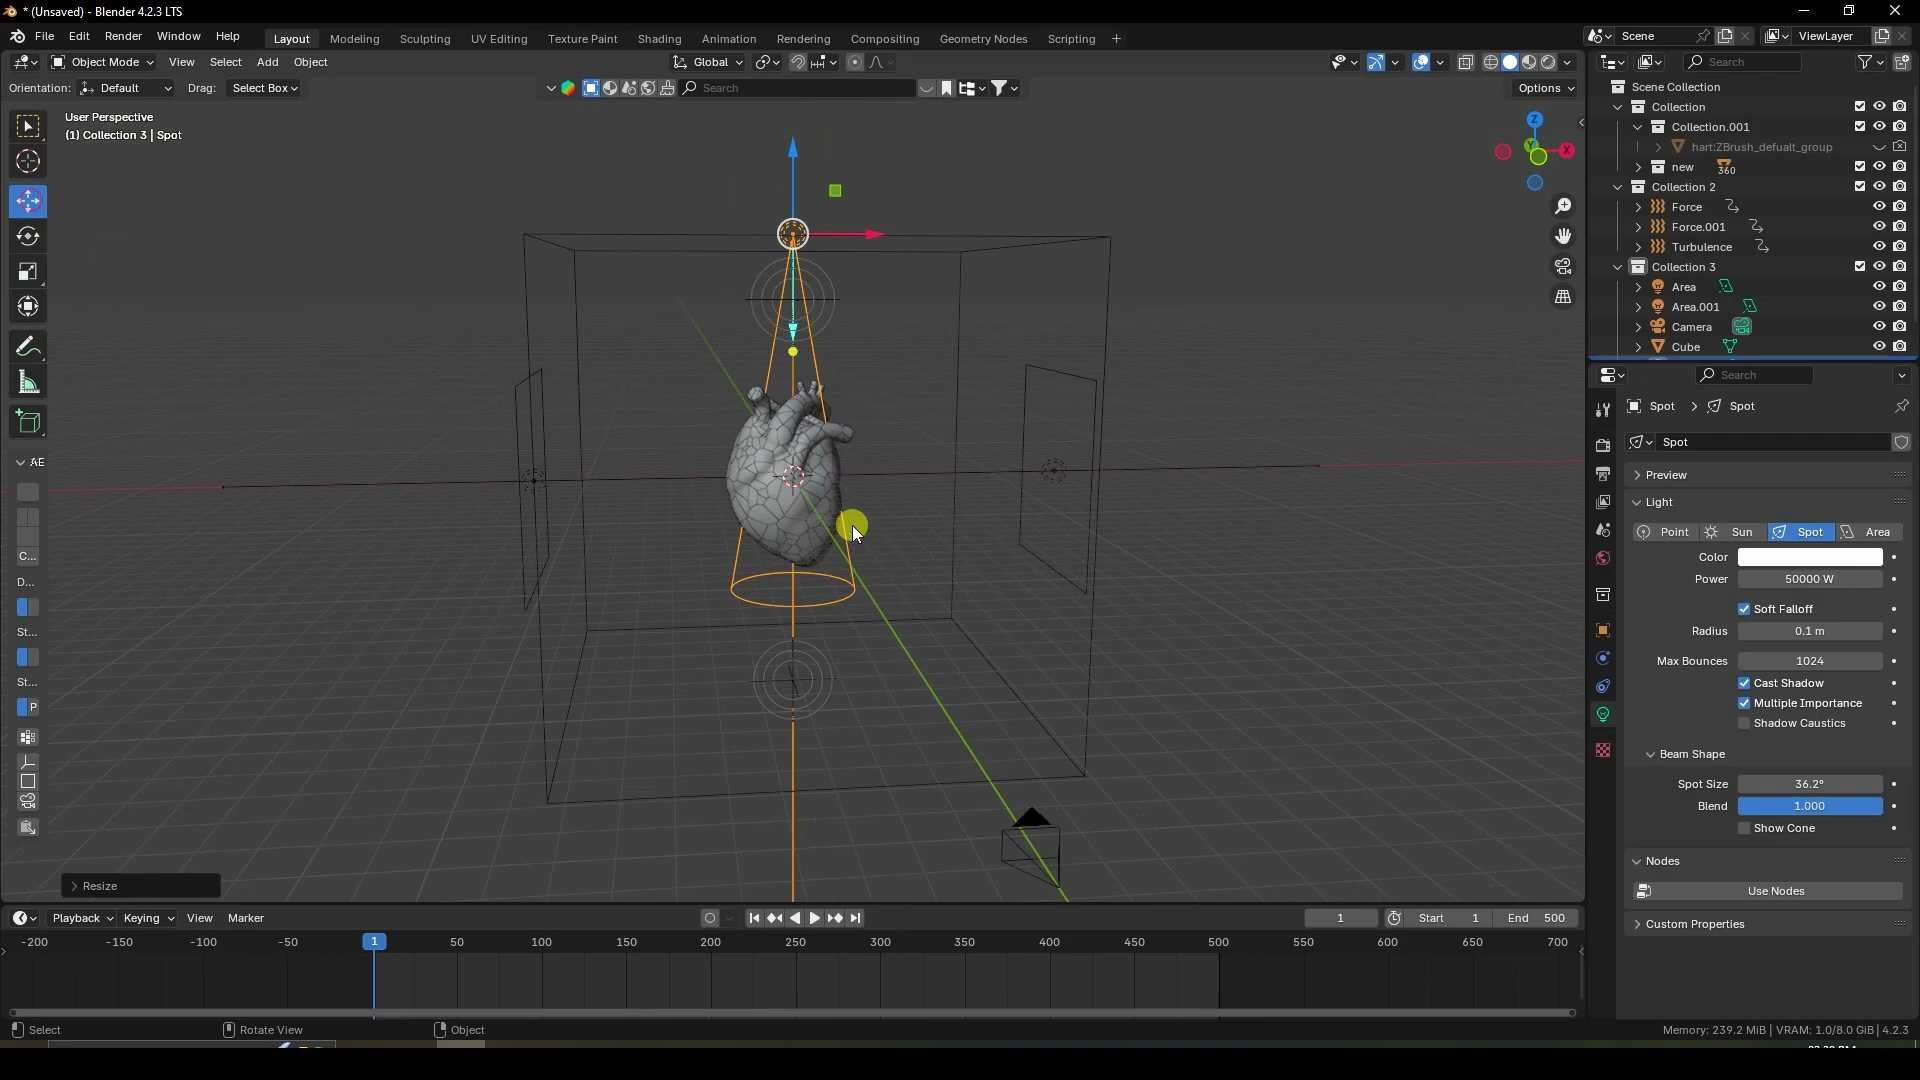 * (Unsaved) - Blender 4.2.3 LTS
File Edit Render Window Help Layout Modeling Sculpting UV Editing Texture Paint Shading Animation Rendering Compositing Geometry Nodes Scripting + Scene ViewLayer
Object Mode View Select Add Object Global Search
Orientation: Default Drag: Select Box Search Options
User Perspective
(1) Collection 3 | Spot
Z
Y
X
AE
C...
D...
St...
St...
P
Resize
Scene Collection
Collection
Collection.001
hart:ZBrush_defualt_group
new 360
Collection 2
Force
Force.001
Turbulence
Collection 3
Area
Area.001
Camera
Cube
Search
Spot > Spot
Spot
Preview
Light
Point Sun Spot Area
Color
Power 50000 W
Soft Falloff
Radius 0.1 m
Max Bounces 1024
Cast Shadow
Multiple Importance
Shadow Caustics
Beam Shape
Spot Size 36.2°
Blend 1.000
Show Cone
Nodes
Use Nodes
Custom Properties
Playback Keying View Marker 1 Start 1 End 500
-200 -150 -100 -50 1 50 100 150 200 250 300 350 400 450 500 550 600 650 700
Select Rotate View Object Memory: 239.2 MiB | VRAM: 1.0/8.0 GiB | 4.2.3